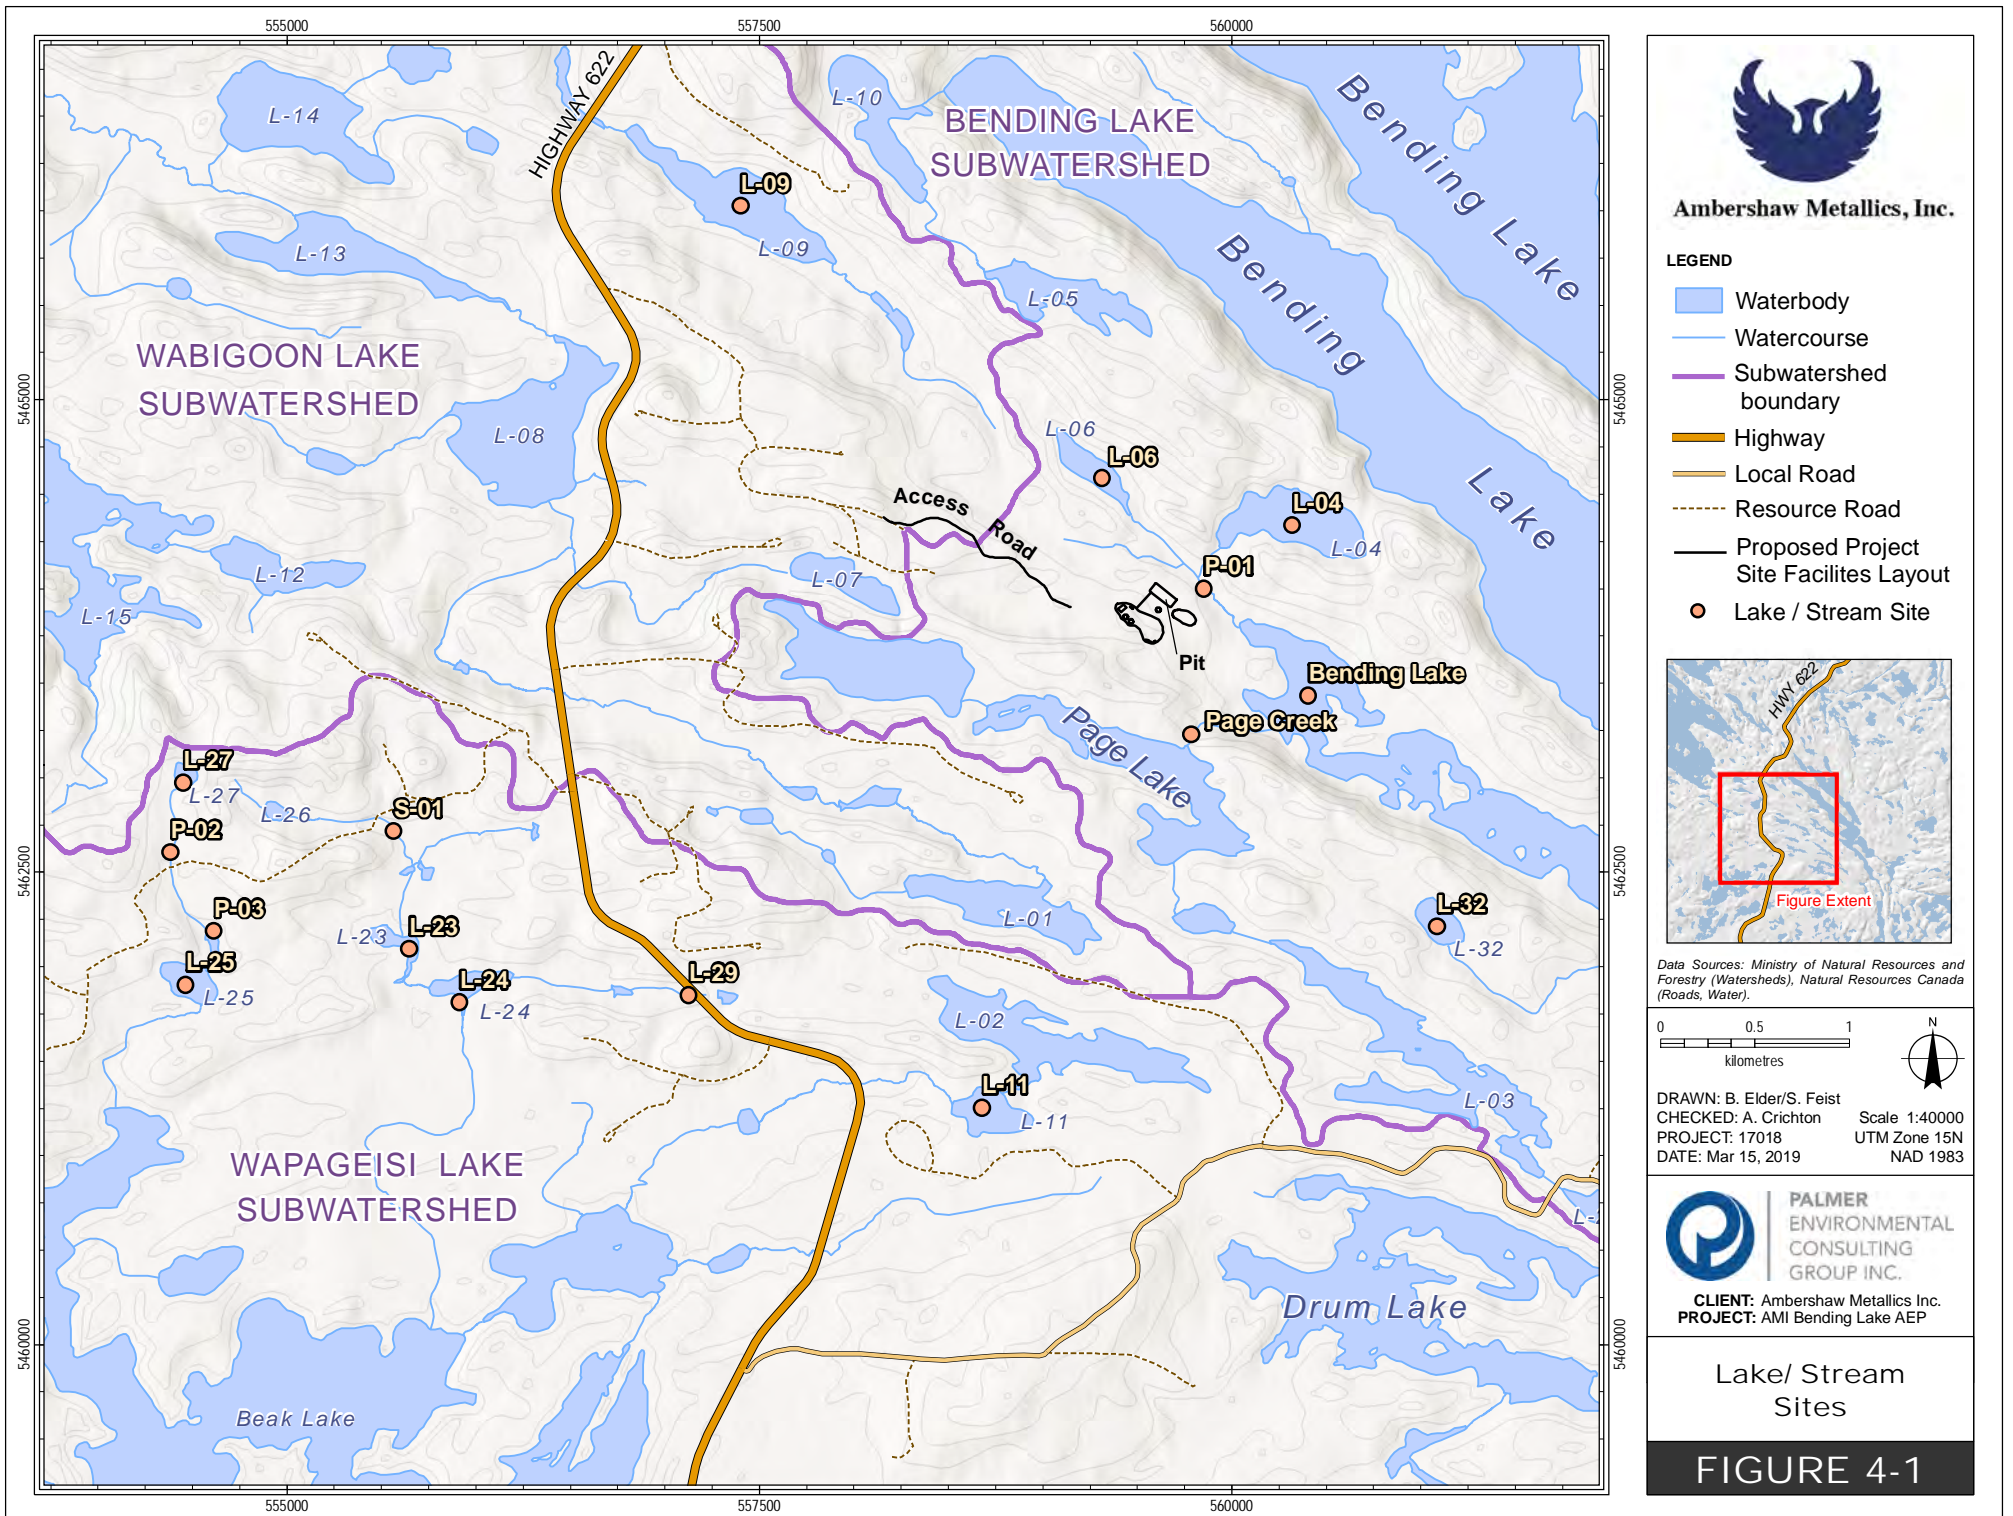 555000
557500
560000
HIGHWAY 622
L-14
L-10
BENDING LAKE
SUBWATERSHED
Bending Lake
L-09
L-09
L-13
L-05
Bending
Lake
WABIGOON LAKE
SUBWATERSHED
5465000
5465000
L-08
L-06
L-06
L-04
L-04
Access
Road
L-12
L-07
P-01
L-15
Pit
Bending Lake
Page Creek
Page Lake
L-27
L-27
L-26
S-01
P-02
5462500
5462500
P-03
L-23
L-23
L-01
L-32
L-32
L-25
L-25
L-24
L-24
L-29
L-02
L-11
L-11
L-03
WAPAGEISI LAKE
SUBWATERSHED
Drum Lake
5460000
5460000
Beak Lake
555000
557500
560000
Ambershaw Metallics, Inc.
LEGEND
Waterbody
Watercourse
Subwatershed
boundary
Highway
Local Road
Resource Road
Proposed Project
Site Facilites Layout
Lake / Stream Site
HWY 622
Figure Extent
Data Sources: Ministry of Natural Resources and
Forestry (Watersheds), Natural Resources Canada
(Roads, Water).
0 0.5 1
kilometres
N
DRAWN: B. Elder/S. Feist
CHECKED: A. Crichton Scale 1:40000
PROJECT: 17018 UTM Zone 15N
DATE: Mar 15, 2019 NAD 1983
PALMER
ENVIRONMENTAL
CONSULTING
GROUP INC.
CLIENT: Ambershaw Metallics Inc.
PROJECT: AMI Bending Lake AEP
Lake/ Stream
Sites
FIGURE 4-1